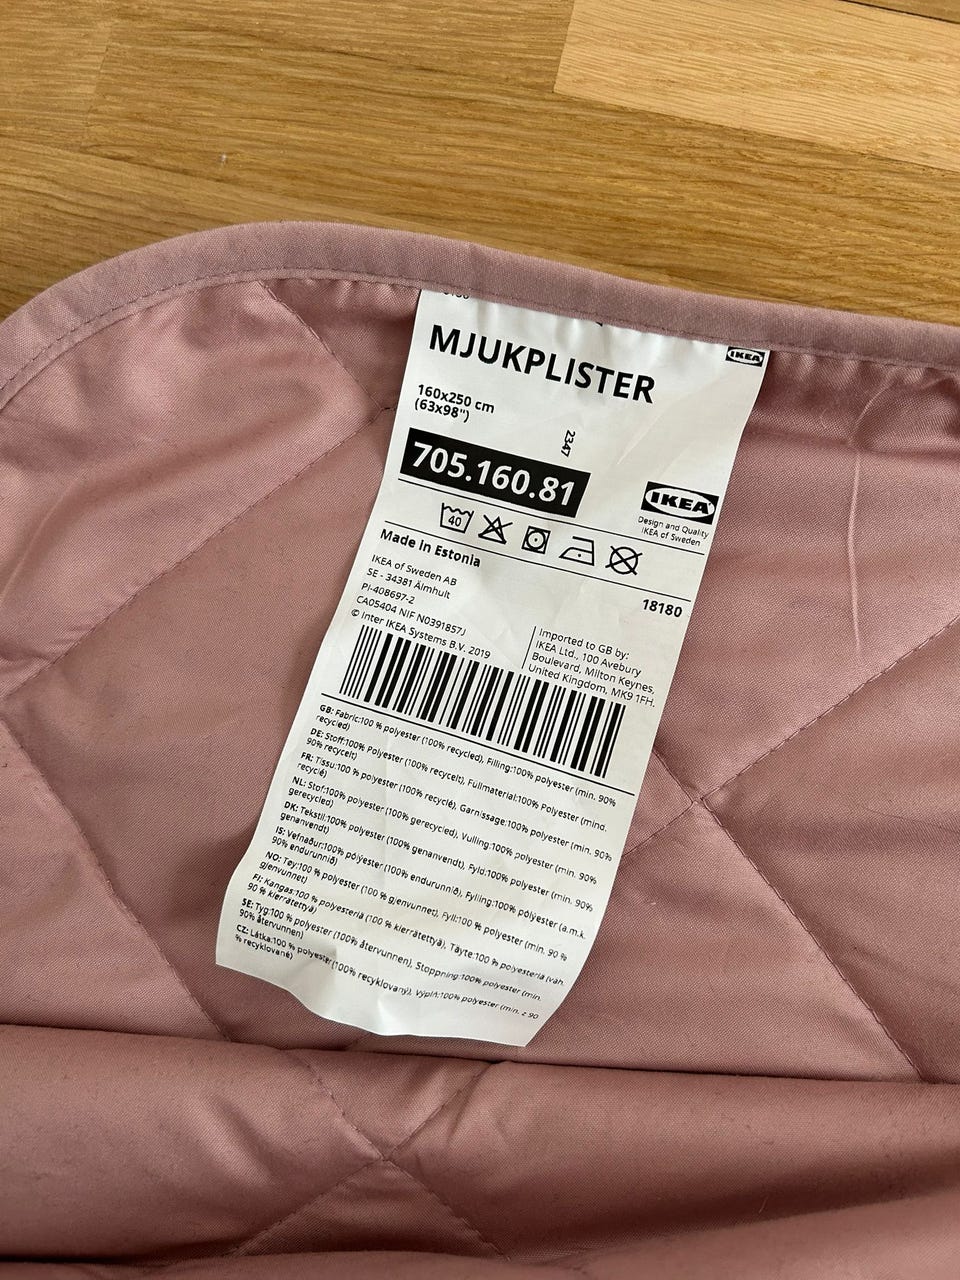 MJUKPLISTER
IKEA
160x250 cm
(63x98")
2347
705.160.81
IKEA
Design and Quality
IKEA of Sweden
40
Made in Estonia
18180
IKEA of Sweden AB
SE - 34381 Älmhult
PI-408697-2
CA05404 NIF N0391857J
© Inter IKEA Systems B.V. 2019
Imported to GB by:
IKEA Ltd., 100 Avebury
Boulevard, Milton Keynes,
United Kingdom, MK9 1FH.
GB: Fabric:100 % polyester (100% recycled), Filling:100% polyester (min. 90%
recycled)
DE: Stoff:100% Polyester (100% recycelt), Füllmaterial:100% Polyester (mind.
90% recycelt)
FR: Tissu:100 % polyester (100% recyclé), Garnissage:100% polyester (min. 90%
recyclé)
NL: Stof:100% polyester (100% gerecycled), Vulling:100% polyester (min. 90%
gerecycled)
DK: Tekstil:100% polyester (100% genanvendt), Fyld:100% polyester (min. 90%
genanvendt)
IS: Vefnaður:100% pólýester (100% endurunnið), Fylling:100% pólýester (a.m.k.
90% endurunnið)
NO: Tøy:100 % polyester (100 % gjenvunnet), Fyll:100 % polyester (min. 90 %
gjenvunnet)
FI: Kangas:100 % polyesteriä (100 % kierrätettyä), Täyte:100 % polyesteriä (väh.
90 % kierrätettyä)
SE: Tyg:100 % polyester (100% återvunnen), Stoppning:100% polyester (min.
90% återvunnen)
CZ: Látka:100 % polyester (100% recyklovaný), Výplň:100% polyester (min. z 90
% recyklované)